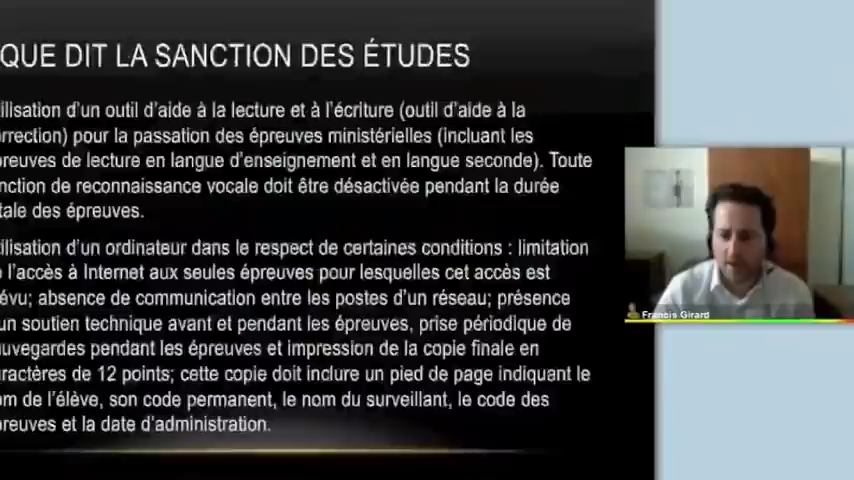 QUE DIT LA SANCTION DES ÉTUDES
ilisation d'un outil d'aide à la lecture et à l'écriture (outil d'aide à la
rrection) pour la passation des épreuves ministérielles (incluant les
reuves de lecture en langue d'enseignement et en langue seconde). Toute
nction de reconnaissance vocale doit être désactivée pendant la durée
tale des épreuves.
ilisation d'un ordinateur dans le respect de certaines conditions : limitation
l'accès à Internet aux seules épreuves pour lesquelles cet accès est
évu; absence de communication entre les postes d'un réseau; présence
un soutien technique avant et pendant les épreuves, prise périodique de
uvegardes pendant les épreuves et impression de la copie finale en
ractères de 12 points; cette copie doit inclure un pied de page indiquant le
om de l'élève, son code permanent, le nom du surveillant, le code des
reuves et la date d'administration.
Francis Girard